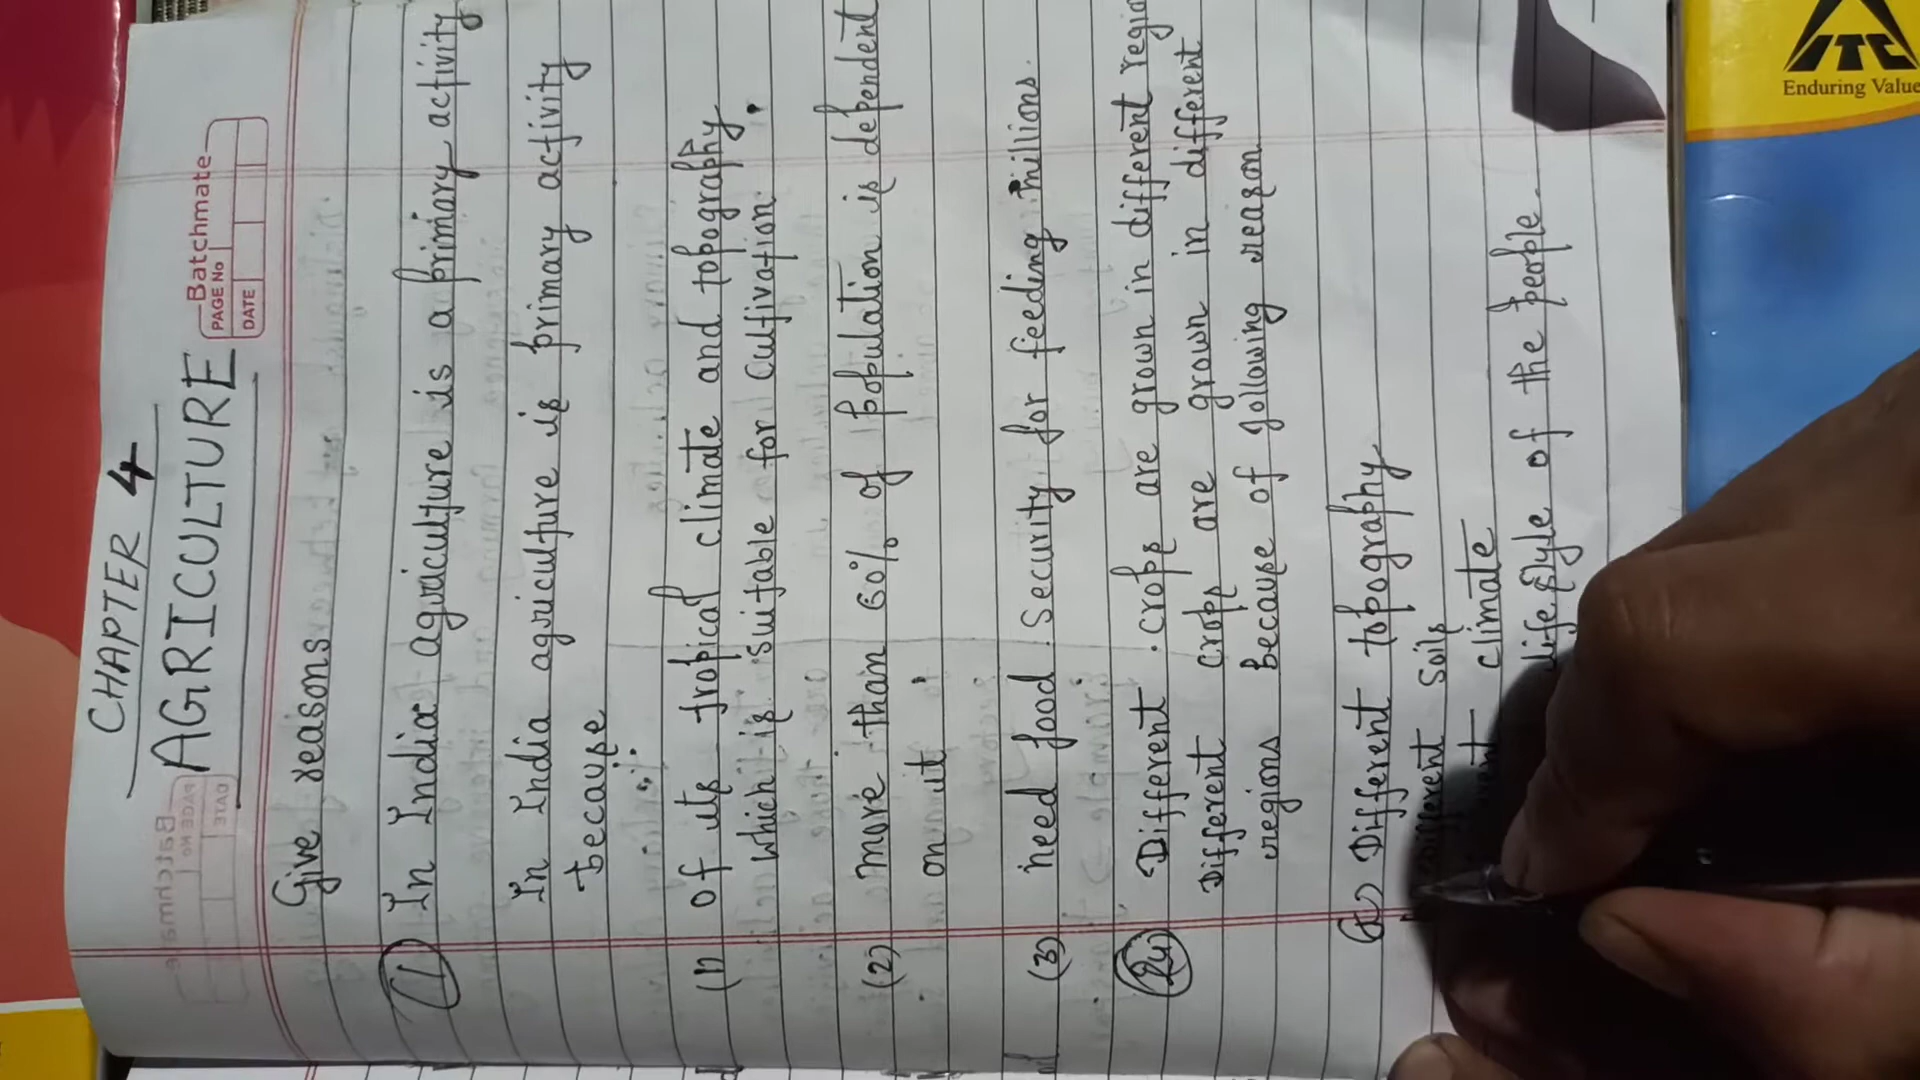 CHAPTER 4
AGRICULTURE
Batchmate
PAGE No
DATE
Give reasons
(1) In India agriculture is a primary activity
In India agriculture is primary activity
because
(1) of its tropical climate and topography
which is suitable for cultivation.
(2) more than 60% of population is dependent
on it
(3) need food security for feeding millions.
Different crops are grown in different
Different crops are grown in different
regions because of following reason
Different topography
Different soils
climate
life style of the people.
ITC
Enduring Value